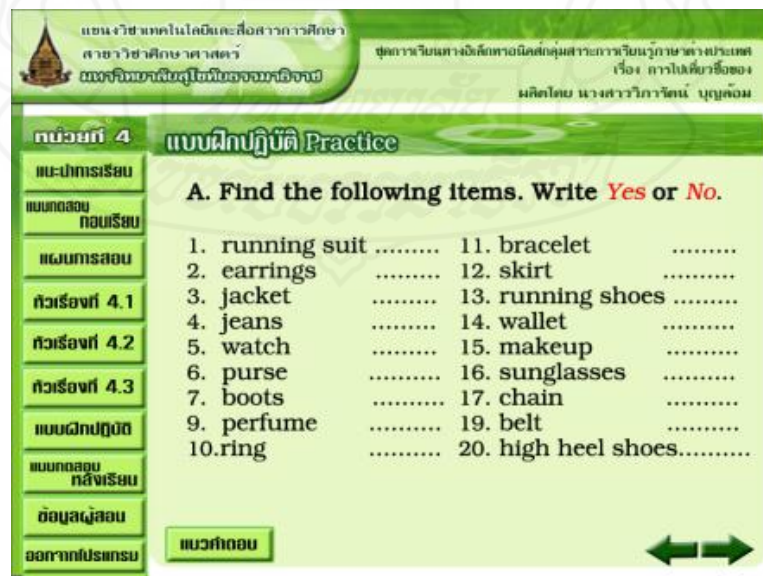 แขนงวิชาเทคโนโลยีและสื่อสารการศึกษา
สาขาวิชาศึกษาศาสตร์
มหาวิทยาลัยสุโขทัยธรรมาธิราช
ชุดการเรียนทางอิเล็กทรอนิคส์กลุ่มสาระการเรียนรู้ภาษาต่างประเทศ
เรื่อง การไปเที่ยวซื้อของ
ผลิตโดย นางสาววิภารัตน์ บุญค้อม
หน่วยที่ 4
แนะนำการเรียน
แบบทดสอบ
ก่อนเรียน
แผนการสอน
หัวเรื่องที่ 4.1
หัวเรื่องที่ 4.2
หัวเรื่องที่ 4.3
แบบฝึกปฏิบัติ
แบบทดสอบ
หลังเรียน
ข้อมูลผู้สอน
ออกจากโปรแกรม
แบบฝึกปฏิบัติ Practice
A. Find the following items. Write Yes or No.
1. running suit ......... 11. bracelet .........
2. earrings ......... 12. skirt .........
3. jacket ......... 13. running shoes .........
4. jeans ......... 14. wallet ..........
5. watch ......... 15. makeup ..........
6. purse .......... 16. sunglasses ..........
7. boots .......... 17. chain ..........
9. perfume .......... 19. belt ..........
10.ring .......... 20. high heel shoes..........
แนวคำตอบ